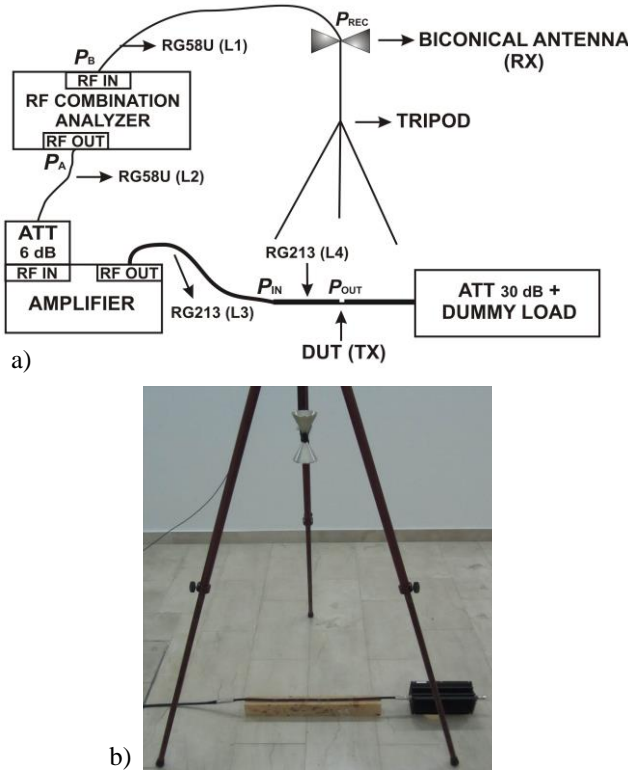 P_REC
P_B
RG58U (L1)
BICONICAL ANTENNA
(RX)
RF IN
RF COMBINATION
ANALYZER
RF OUT
TRIPOD
P_A
RG58U (L2)
ATT
6 dB
RF IN
RF OUT
AMPLIFIER
RG213 (L3)
RG213 (L4)
P_IN
P_OUT
ATT 30 dB +
DUMMY LOAD
DUT (TX)
a)
b)